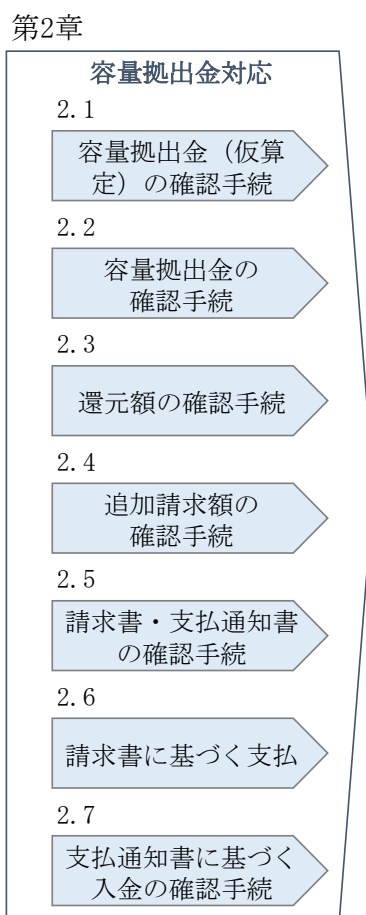 第2章
容量拠出金対応
2.1
容量拠出金（仮算
定）の確認手続
2.2
容量拠出金の
確認手続
2.3
還元額の確認手続
2.4
追加請求額の
確認手続
2.5
請求書・支払通知書
の確認手続
2.6
請求書に基づく支払
2.7
支払通知書に基づく
入金の確認手続